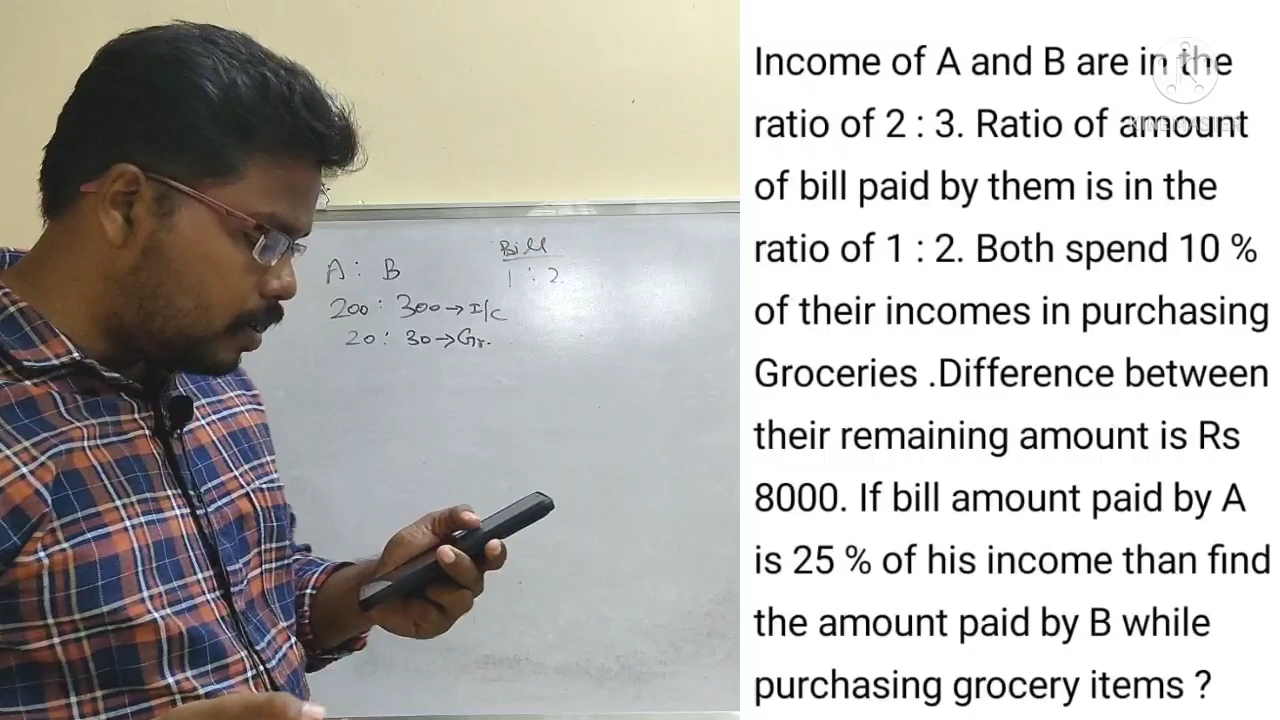 Bill
A : B
1 : 2
200 : 300 → I/C
20 : 30 → Gr.
Income of A and B are in the
ratio of 2 : 3. Ratio of amount
of bill paid by them is in the
ratio of 1 : 2. Both spend 10 %
of their incomes in purchasing
Groceries .Difference between
their remaining amount is Rs
8000. If bill amount paid by A
is 25 % of his income than find
the amount paid by B while
purchasing grocery items ?
KINEMASTER